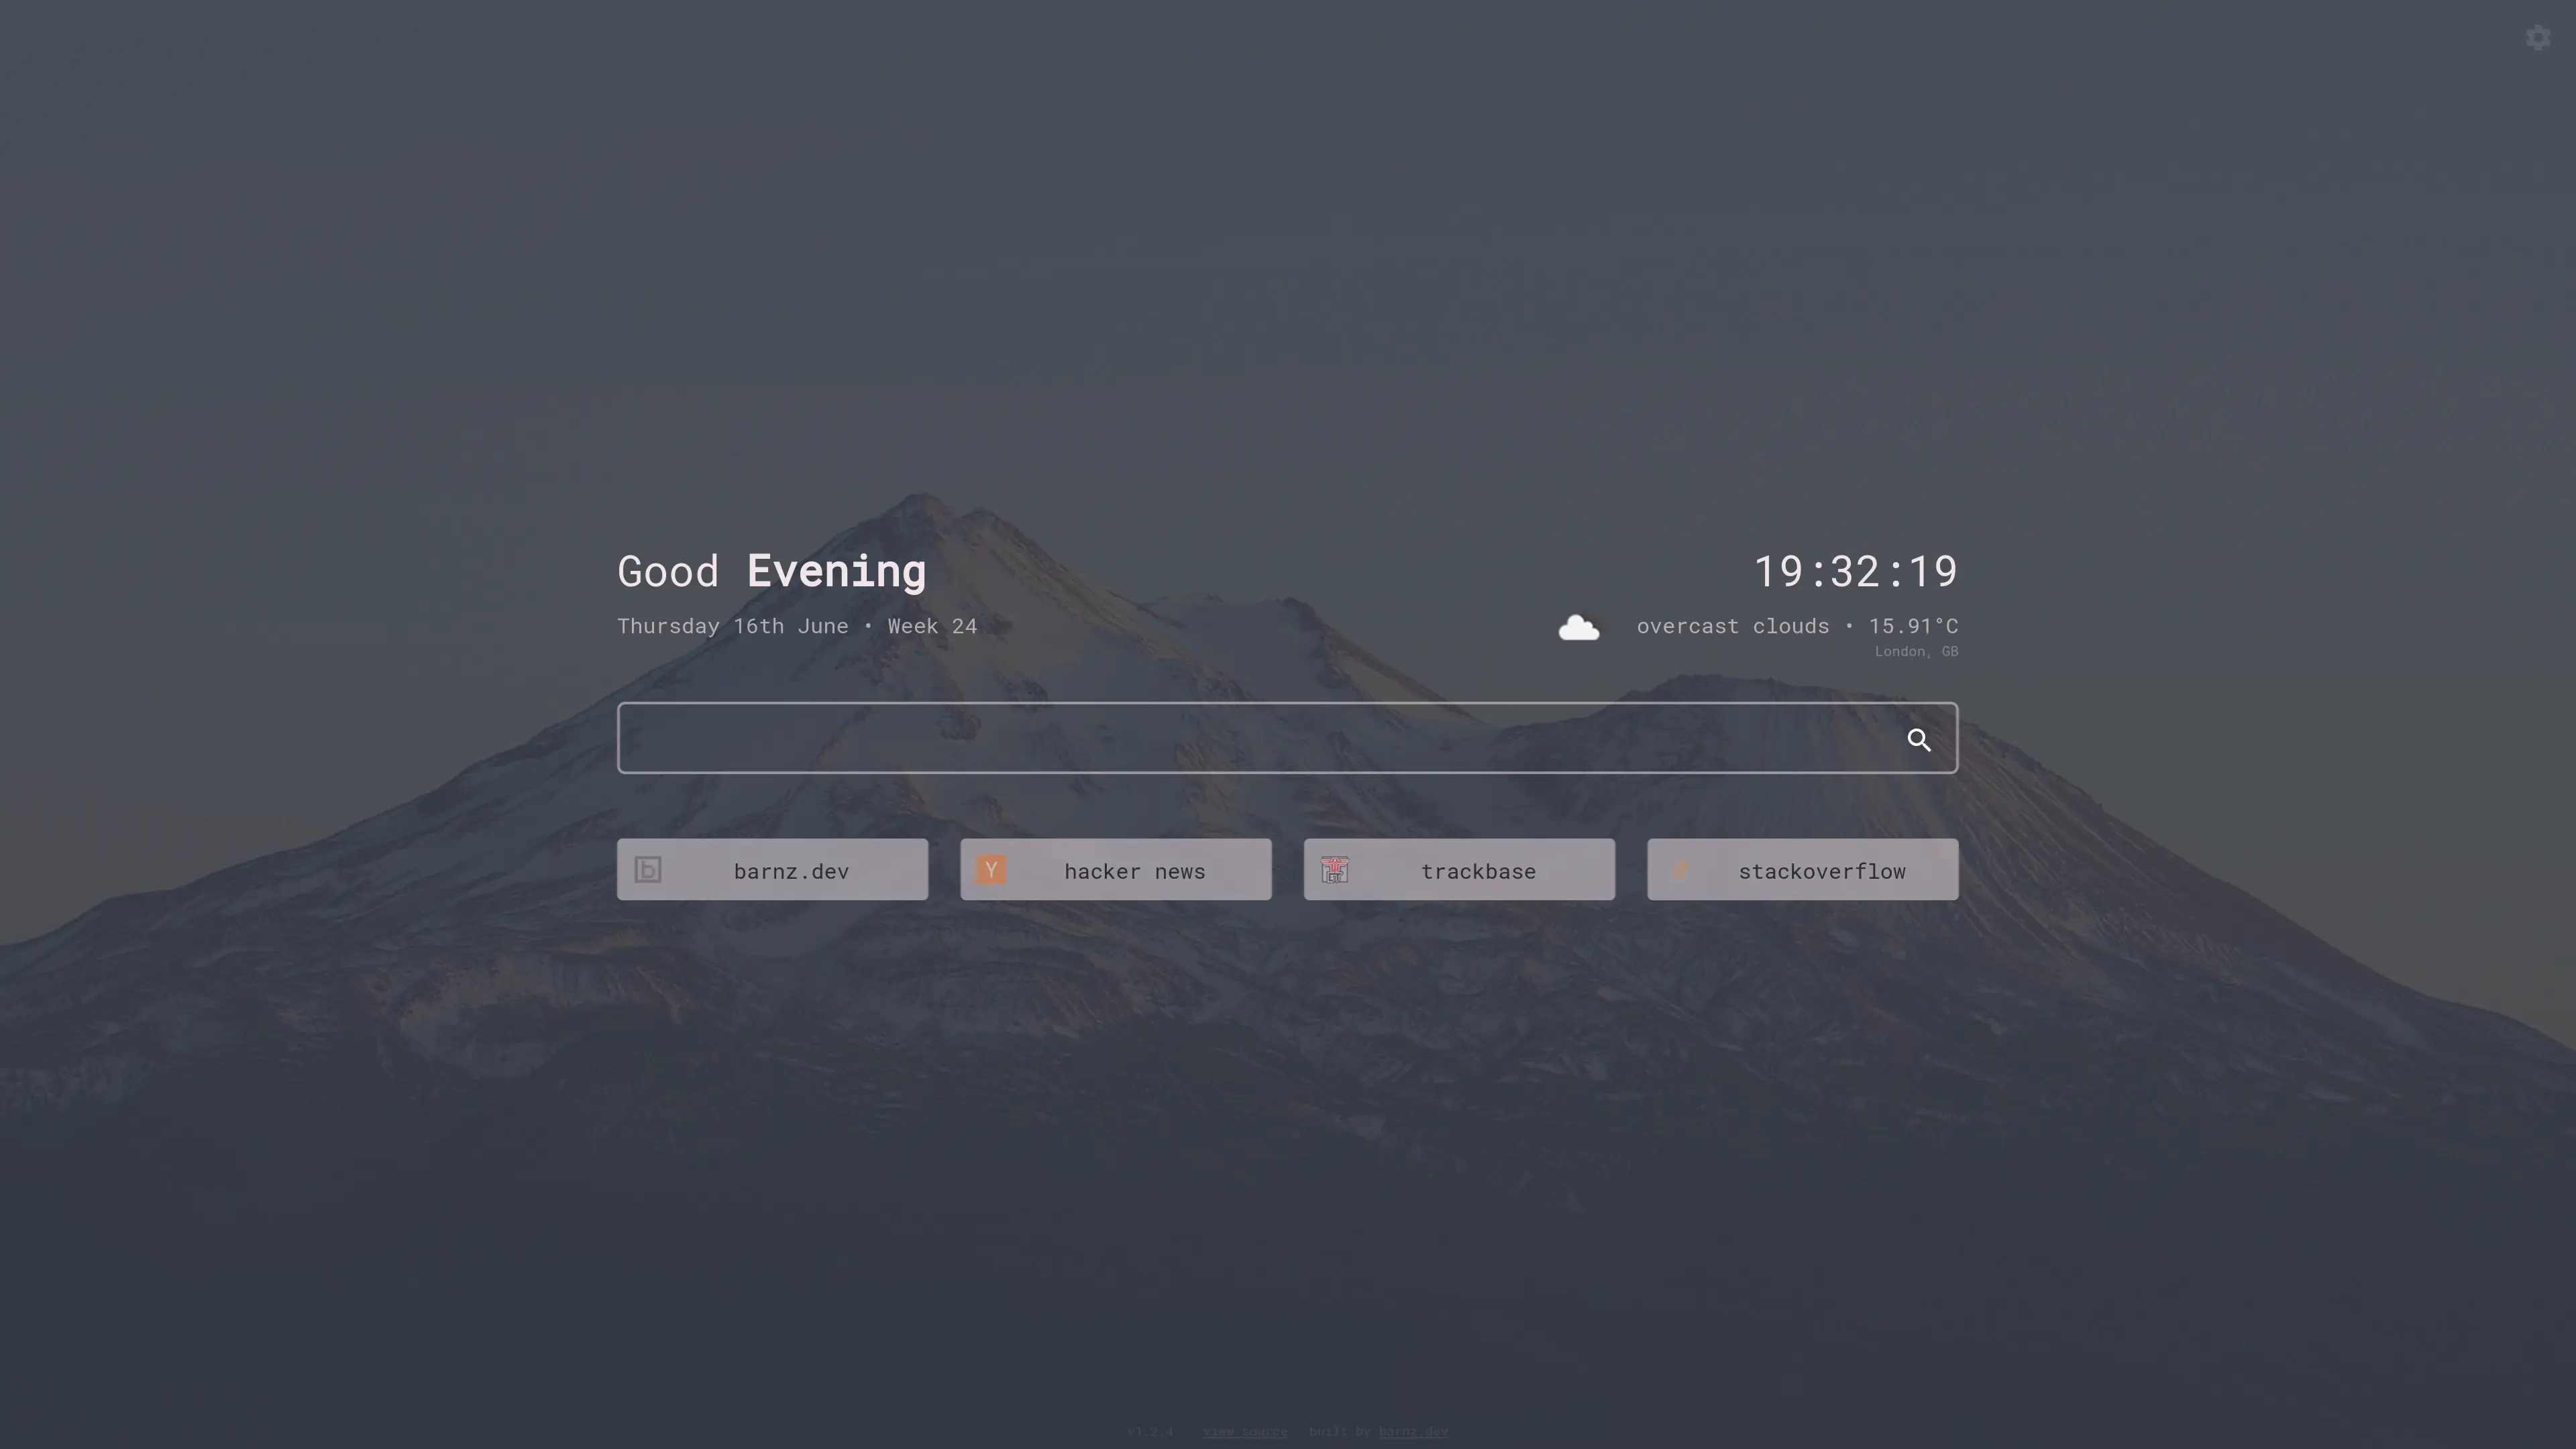 Good Evening
19:32:19
Thursday 16th June • Week 24
overcast clouds • 15.91°C
London, GB
barnz.dev
Y hacker news
trackbase
stackoverflow
v1.2.4 view source built by barnz.dev